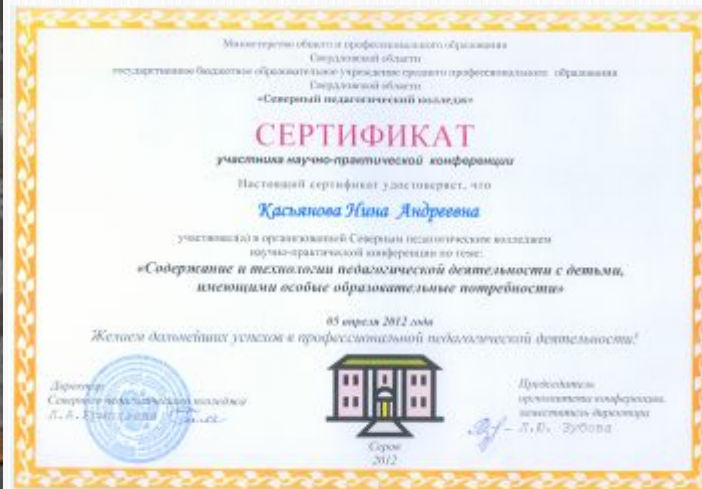 Министерство общего и профессионального образования
Свердловской области
государственное бюджетное образовательное учреждение среднего профессионального образования
Свердловской области
«Северный педагогический колледж»
СЕРТИФИКАТ
участника научно-практической конференции
Настоящий сертификат удостоверяет, что
Касьянова Нина Андреевна
участвовал(а) в организованной Северным педагогическим колледжем
научно-практической конференции по теме:
«Содержание и технологии педагогической деятельности с детьми,
имеющими особые образовательные потребности»
05 апреля 2012 года
Желаем дальнейших успехов в профессиональной педагогической деятельности!
Директор
Северного педагогического колледжа
Л.А.
Председатель
оргкомитета конференции,
заместитель директора
Л.Ю. Зубова
Серов
2012